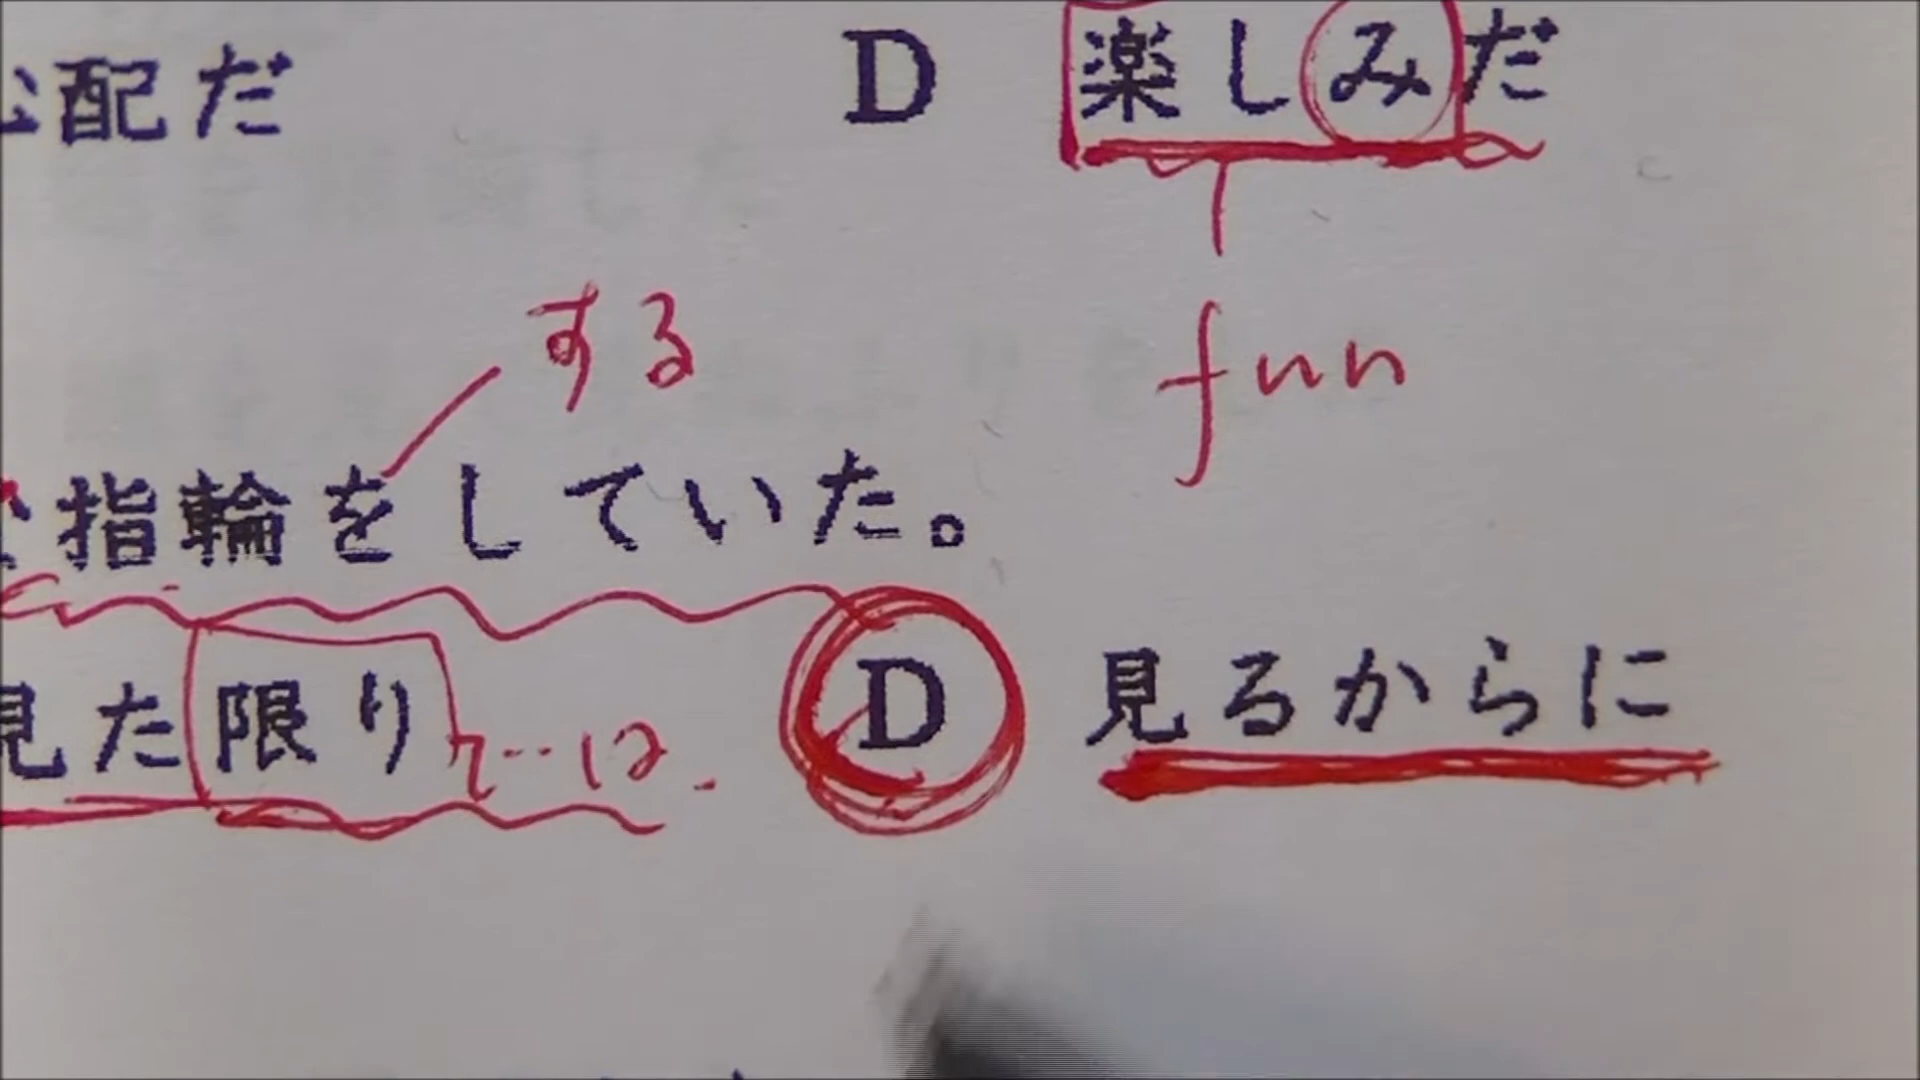 配だ D 楽しみだ
する
fun
指輪をしていた。
見た限り D 見るからに